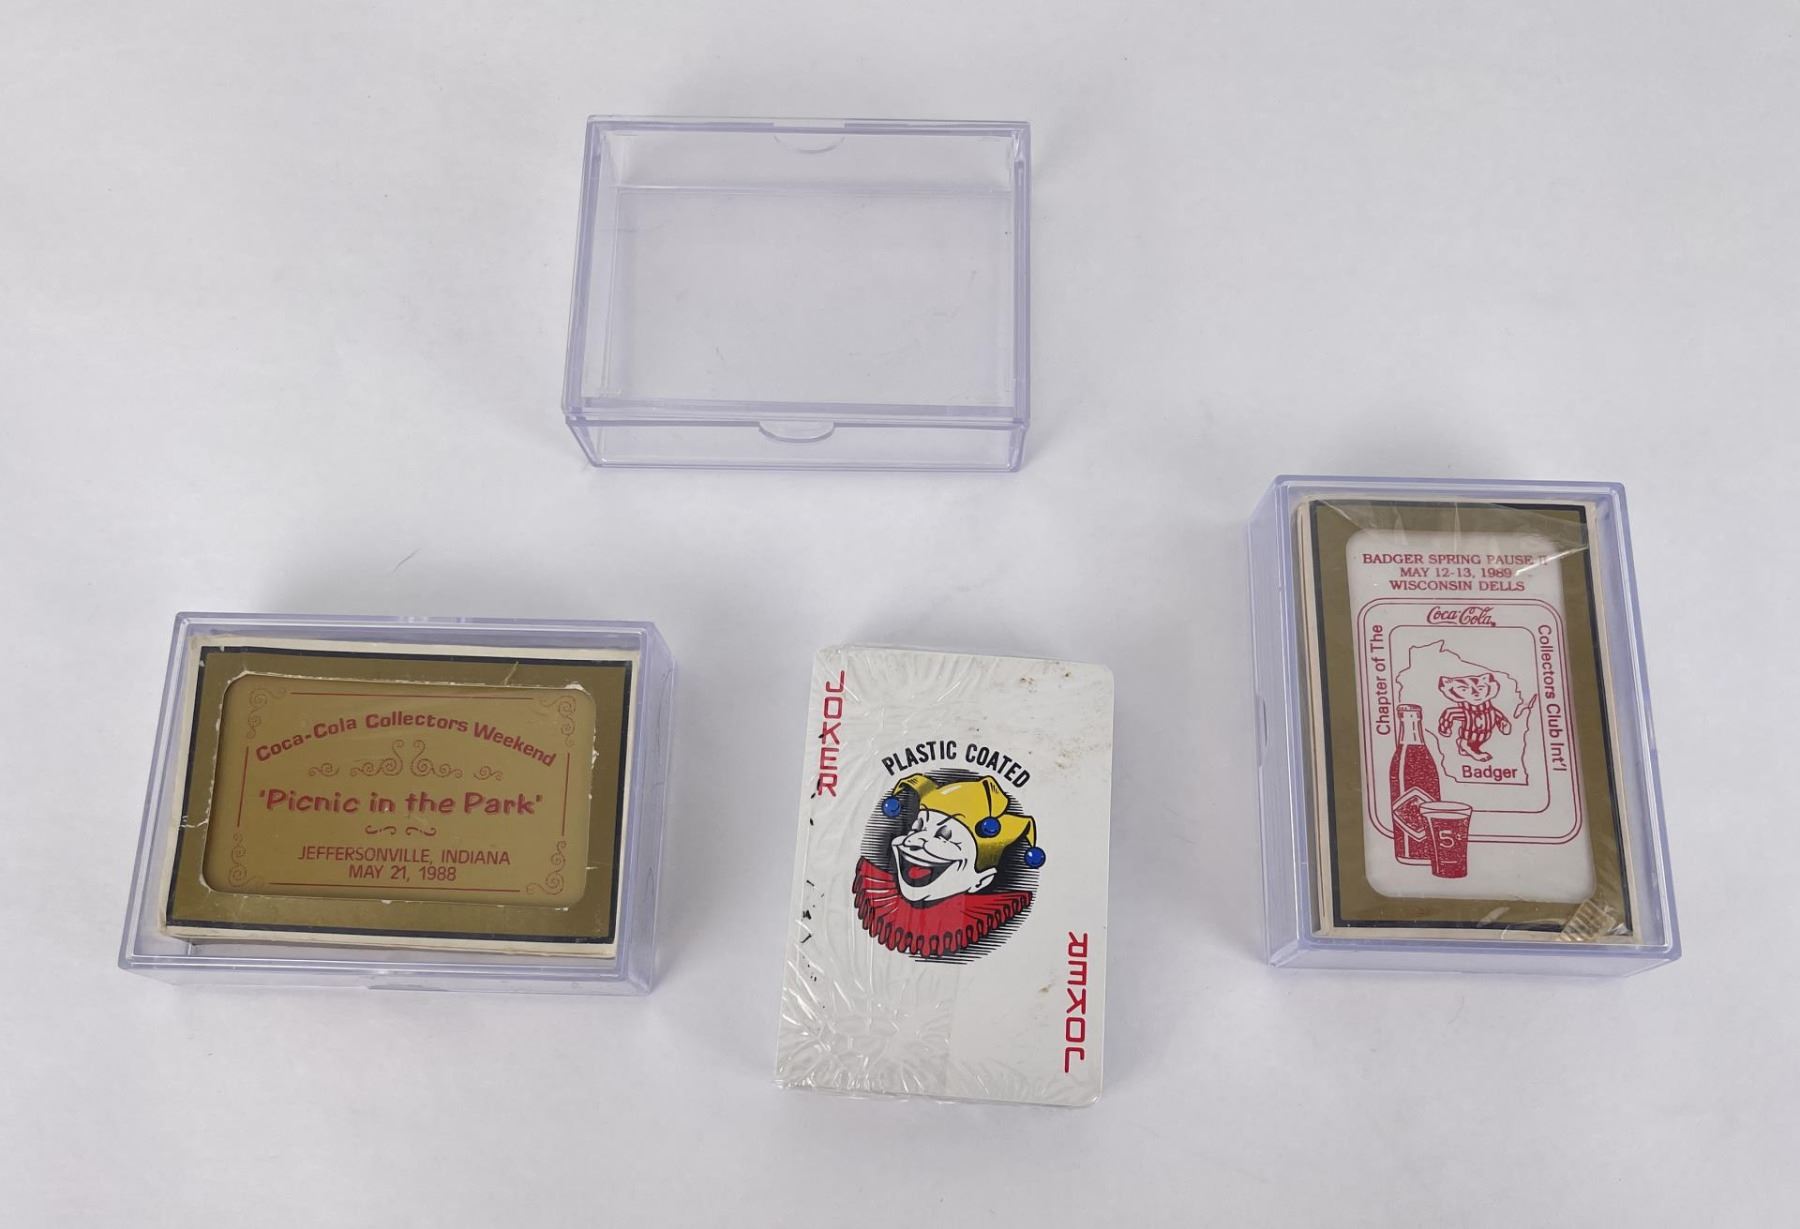 Coca-Cola Collectors Weekend
'Picnic in the Park'
JEFFERSONVILLE, INDIANA
MAY 21, 1988
JOKER
PLASTIC COATED
JOKER
BADGER SPRING PAUSE II
MAY 12-13, 1989
WISCONSIN DELLS
Coca-Cola
Chapter of The
Collectors Club Int'l
Badger
5